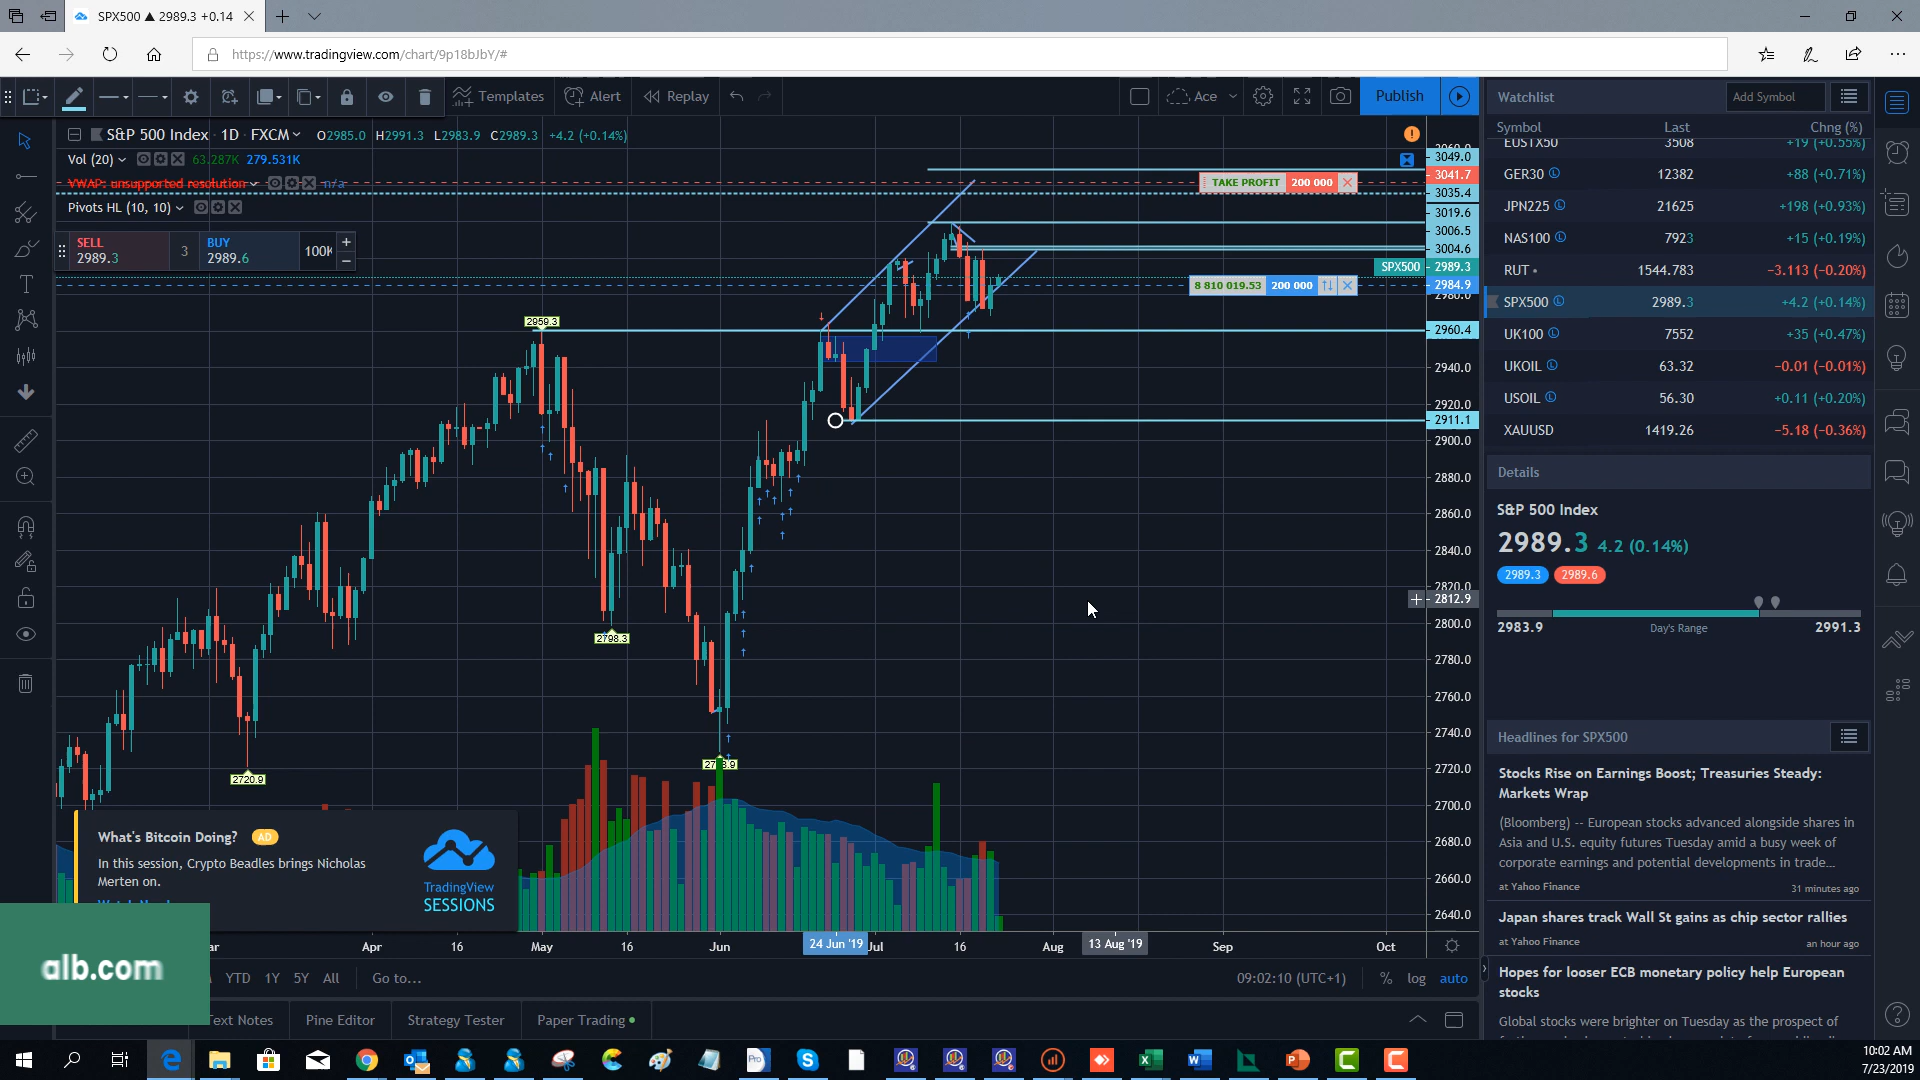 SPX500 ▲ 2989.3 +0.14
https://www.tradingview.com/chart/9p18bJbY/#
Templates
Alert
Replay
Ace
Publish
S&P 500 Index · 1D · FXCM
O2985.0 H2991.3 L2983.9 C2989.3 +4.2 (+0.14%)
Vol (20)
63.287K 279.531K
VWAP: unsupported resolution
n/a
Pivots HL (10, 10)
SELL
2989.3
3
BUY
2989.6
100K
TAKE PROFIT 200 000
8 810 019.53 200 000
2959.3
2798.3
2720.9
3049.0
3041.7
3035.4
3019.6
3006.5
3004.6
SPX500 2989.3
2984.9
2980.0
2960.4
2940.0
2920.0
2911.1
2900.0
2880.0
2860.0
2840.0
2820.0
2812.9
2800.0
2780.0
2760.0
2740.0
2720.0
2700.0
2680.0
2660.0
2640.0
What's Bitcoin Doing? AD
In this session, Crypto Beadles brings Nicholas
Merten on.
TradingView
SESSIONS
alb.com
Apr 16 May 16 Jun 24 Jun '19 Jul 16 Aug 13 Aug '19 Sep Oct
YTD 1Y 5Y All Go to...
09:02:10 (UTC+1) % log auto
Text Notes Pine Editor Strategy Tester Paper Trading
Watchlist
Add Symbol
Symbol Last Chng (%)
EUSTX50 3508 +19 (+0.55%)
GER30 12382 +88 (+0.71%)
JPN225 21625 +198 (+0.93%)
NAS100 7923 +15 (+0.19%)
RUT 1544.783 −3.113 (−0.20%)
SPX500 2989.3 +4.2 (+0.14%)
UK100 7552 +35 (+0.47%)
UKOIL 63.32 −0.01 (−0.01%)
USOIL 56.30 +0.11 (+0.20%)
XAUUSD 1419.26 −5.18 (−0.36%)
Details
S&P 500 Index
2989.3 4.2 (0.14%)
2989.3 2989.6
2983.9 Day's Range 2991.3
Headlines for SPX500
Stocks Rise on Earnings Boost; Treasuries Steady:
Markets Wrap
(Bloomberg) -- European stocks advanced alongside shares in
Asia and U.S. equity futures Tuesday amid a busy week of
corporate earnings and potential developments in trade...
at Yahoo Finance 31 minutes ago
Japan shares track Wall St gains as chip sector rallies
at Yahoo Finance an hour ago
Hopes for looser ECB monetary policy help European
stocks
Global stocks were brighter on Tuesday as the prospect of
10:02 AM
7/23/2019